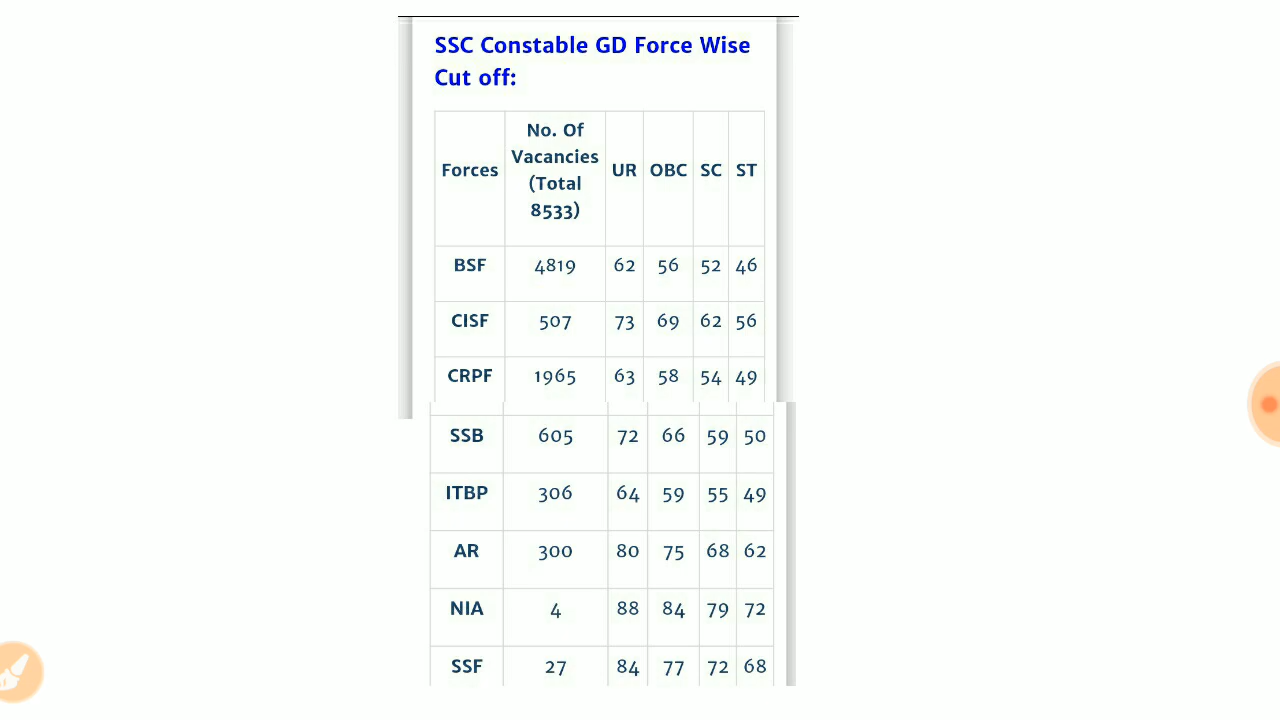 SSC Constable GD Force Wise
Cut off:
Forces No. Of Vacancies (Total 8533) UR OBC SC ST
BSF 4819 62 56 52 46
CISF 507 73 69 62 56
CRPF 1965 63 58 54 49
SSB 605 72 66 59 50
ITBP 306 64 59 55 49
AR 300 80 75 68 62
NIA 4 88 84 79 72
SSF 27 84 77 72 68